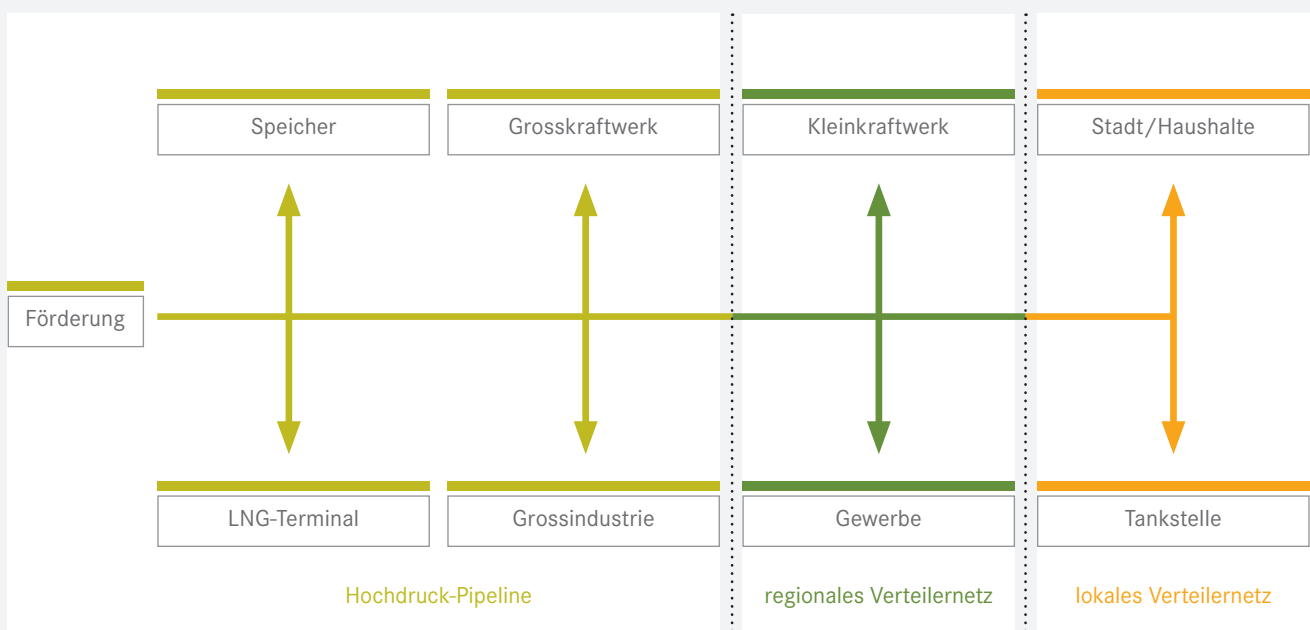 Speicher
Grosskraftwerk
Kleinkraftwerk
Stadt/Haushalte
Förderung
LNG-Terminal
Grossindustrie
Gewerbe
Tankstelle
Hochdruck-Pipeline
regionales Verteilernetz
lokales Verteilernetz